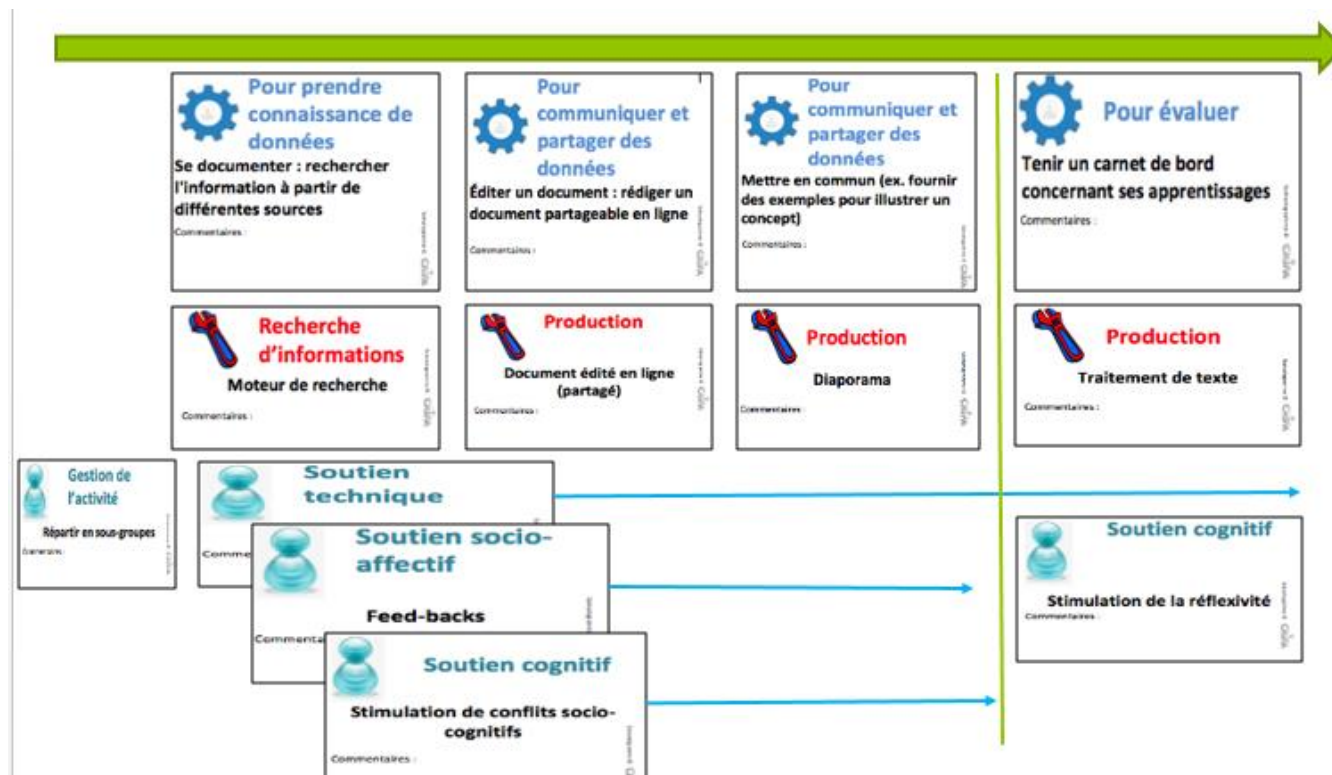 Pour prendre
connaissance de
données
Se documenter : rechercher
l'information à partir de
différentes sources
Commentaires :
Pour
communiquer et
partager des
données
Éditer un document : rédiger un
document partageable en ligne
Commentaires :
Pour
communiquer et
partager des
données
Mettre en commun (ex. fournir
des exemples pour illustrer un
concept)
Commentaires :
Pour évaluer
Tenir un carnet de bord
concernant ses apprentissages
Commentaires :
Recherche
d'informations
Moteur de recherche
Commentaires :
Production
Document édité en ligne
(partagé)
Commentaires :
Production
Diaporama
Commentaires :
Production
Traitement de texte
Commentaires :
Gestion de
l'activité
Répartir en sous-groupes
Soutien
technique
Comme
Soutien socio-
affectif
Feed-backs
Commenta
Soutien cognitif
Stimulation de conflits socio-
cognitifs
Commentaires :
Soutien cognitif
Stimulation de la réflexivité
Commentaires :